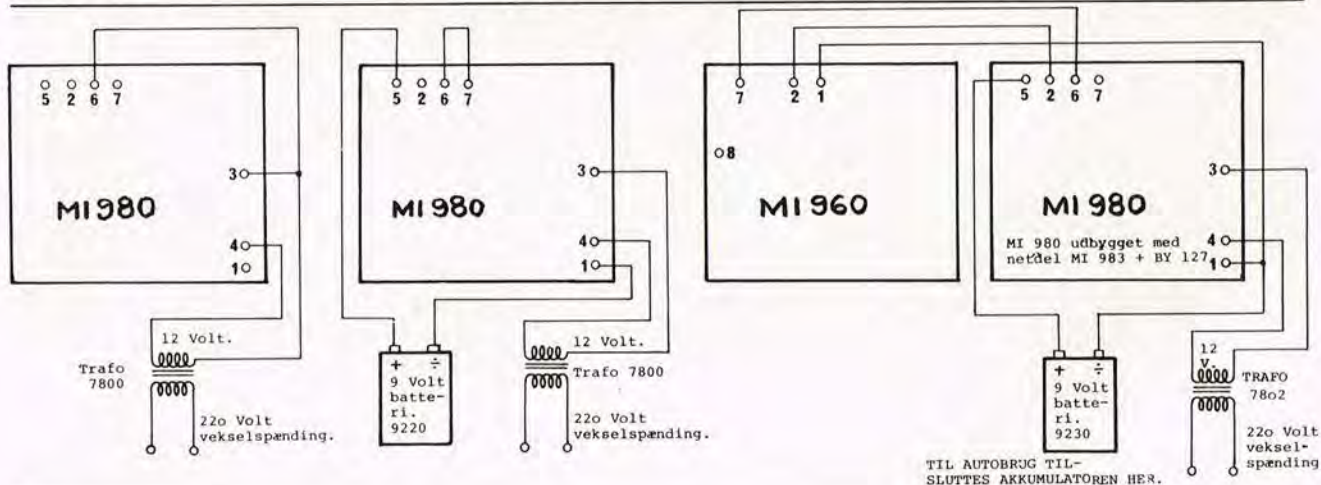 5 2 6 7
3
MI 980
4
1
12 Volt.
Trafo
7800
220 Volt
vekselspænding.
5 2 6 7
3
MI 980
4
1
+ ÷
9 Volt
batte-
ri.
9220
12 Volt.
Trafo 7800
220 Volt
vekselspænding.
7 2 1
8
MI 960
5 2 6 7
3
MI 980
MI 980 udbygget med
netdel MI 983 + BY 127
4
1
+ ÷
9 Volt
batte-
ri.
9230
TIL AUTOBRUG TIL-
SLUTTES AKKUMULATOREN HER.
12
V.
TRAFO
78o2
22o Volt
veksel-
spænding